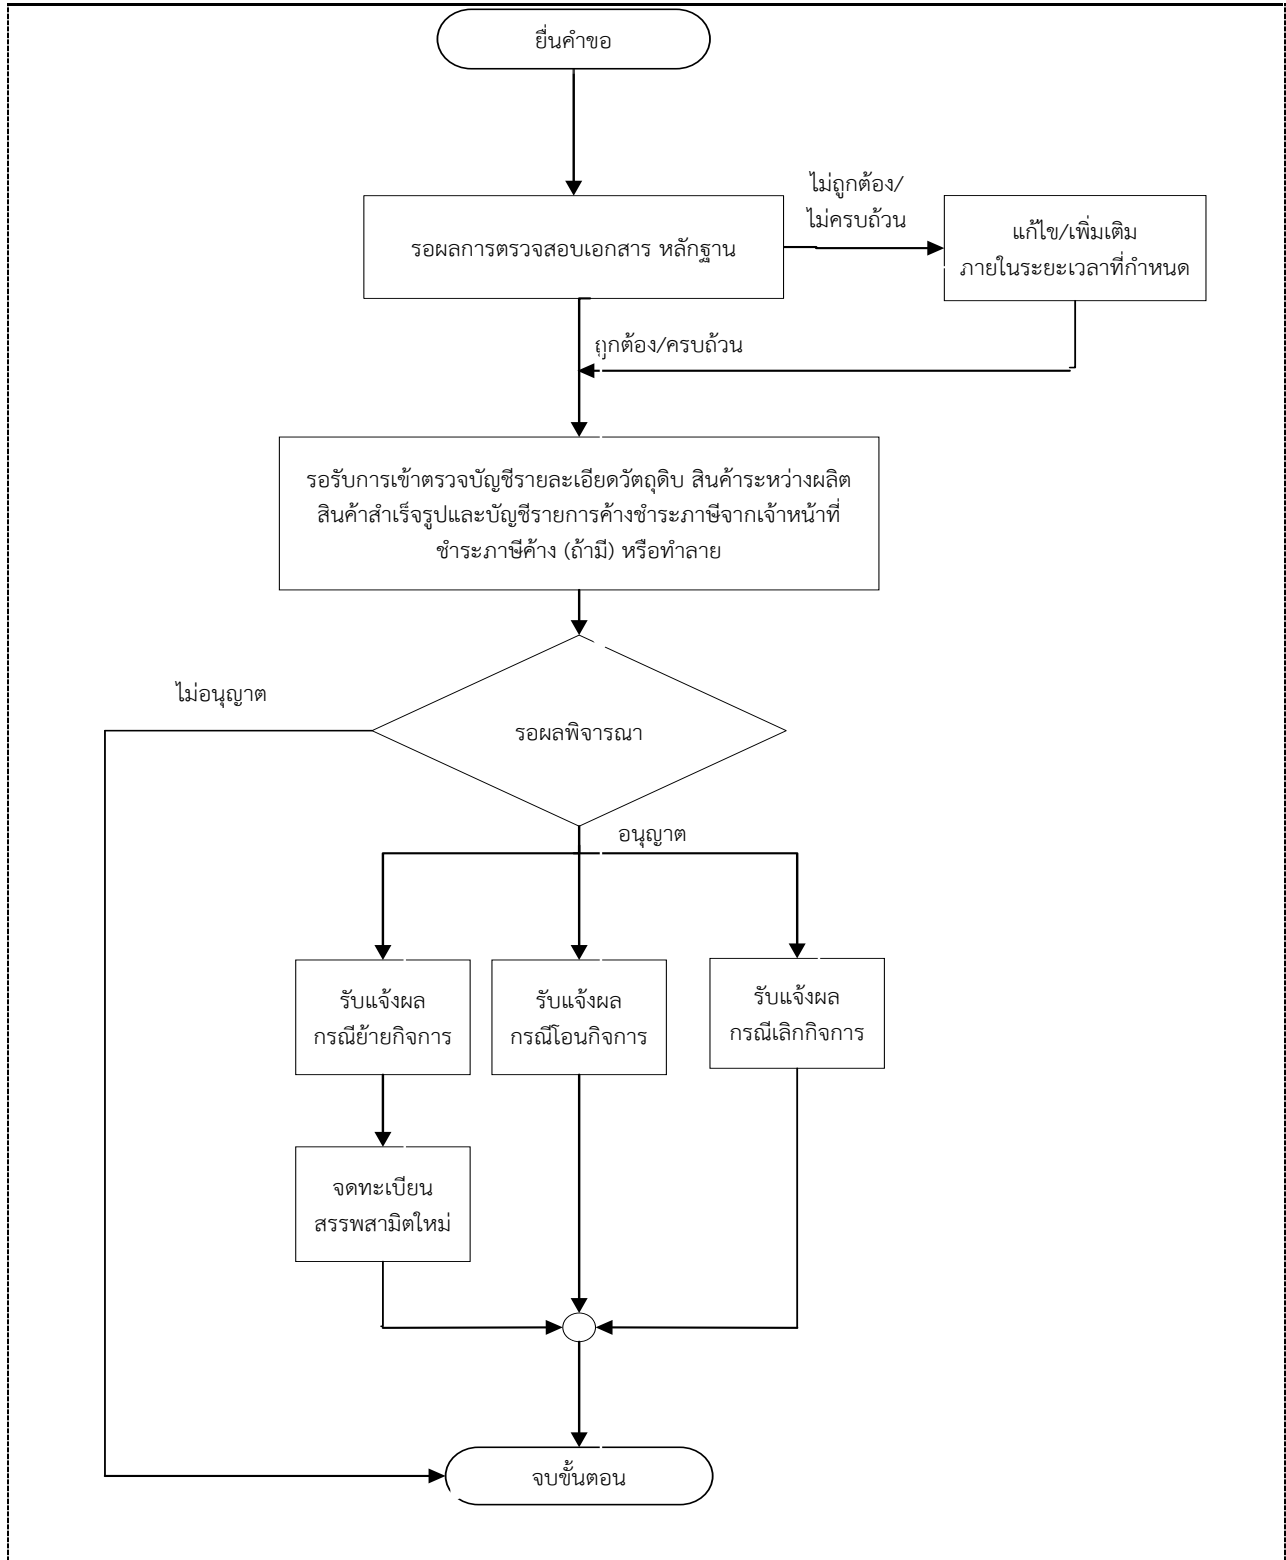 ยื่นคำขอ
ไม่ถูกต้อง/
ไม่ครบถ้วน
รอผลการตรวจสอบเอกสาร หลักฐาน
แก้ไข/เพิ่มเติม
ภายในระยะเวลาที่กำหนด
ถูกต้อง/ครบถ้วน
รอรับการเข้าตรวจบัญชีรายละเอียดวัตถุดิบ สินค้าระหว่างผลิต
สินค้าสำเร็จรูปและบัญชีรายการค้างชำระภาษีจากเจ้าหน้าที่
ชำระภาษีค้าง (ถ้ามี) หรือทำลาย
ไม่อนุญาต
รอผลพิจารณา
อนุญาต
รับแจ้งผล
กรณีย้ายกิจการ
รับแจ้งผล
กรณีโอนกิจการ
รับแจ้งผล
กรณีเลิกกิจการ
จดทะเบียน
สรรพสามิตใหม่
จบขั้นตอน